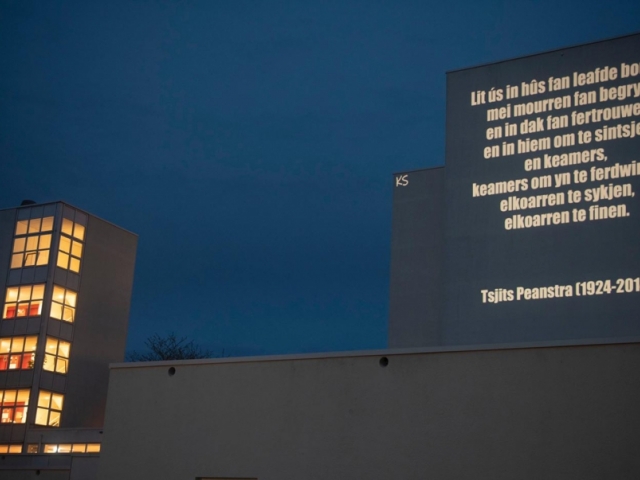 Lit ús in hûs fan leafde bo
mei mourren fan begry
en in dak fan fertrouwe
en in hiem om te sintsj
en keamers,
keamers om yn te ferdwi
elkoarren te sykjen,
elkoarren te finen.
Tsjits Peanstra (1924-201
KS